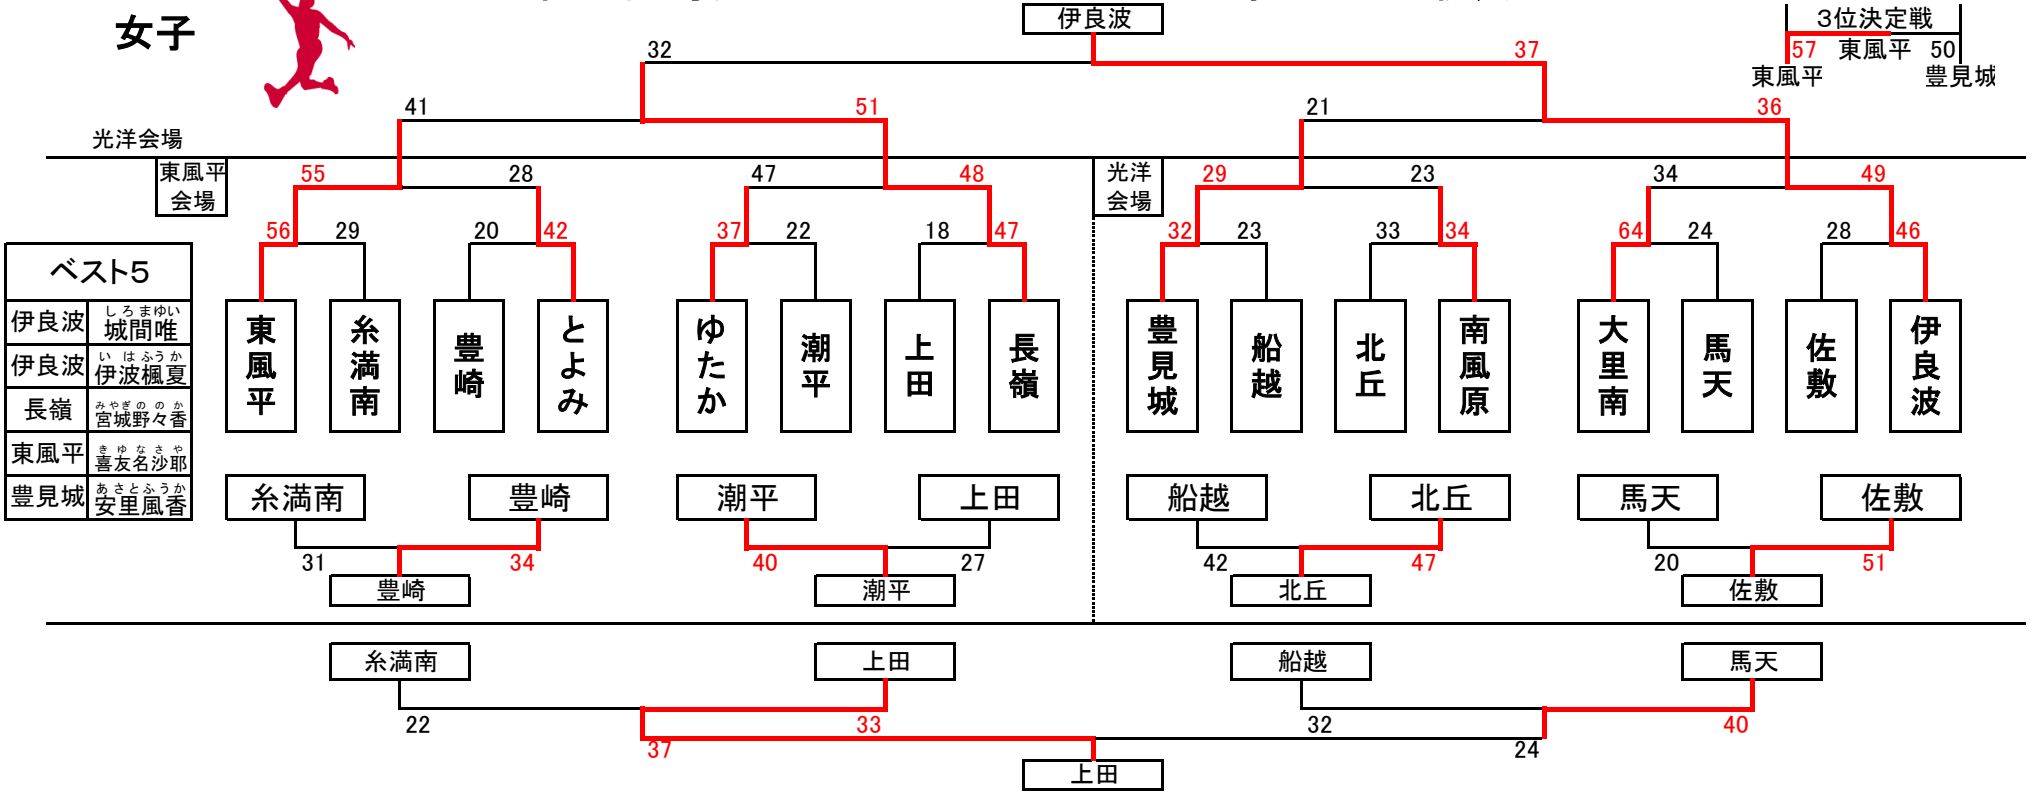 女子
伊良波
3位決定戦
32
37
57 東風平 50
東風平
豊見城
41
51
21
36
光洋会場
東風平
会場
光洋
会場
55
28
47
48
29
23
34
49
56
29
20
42
37
22
18
47
32
23
33
34
64
24
28
46
ベスト5
伊良波
しろまゆい
城間唯
伊良波
いはふうか
伊波楓夏
長嶺
みやぎののか
宮城野々香
東風平
きゆなさや
喜友名沙耶
豊見城
あさとふうか
安里風香
東風平
糸満南
豊崎
とよみ
ゆたか
潮平
上田
長嶺
豊見城
船越
北丘
南風原
大里南
馬天
佐敷
伊良波
糸満南
豊崎
潮平
上田
船越
北丘
馬天
佐敷
31
34
40
27
42
47
20
51
豊崎
潮平
北丘
佐敷
糸満南
上田
船越
馬天
22
33
32
40
37
24
上田